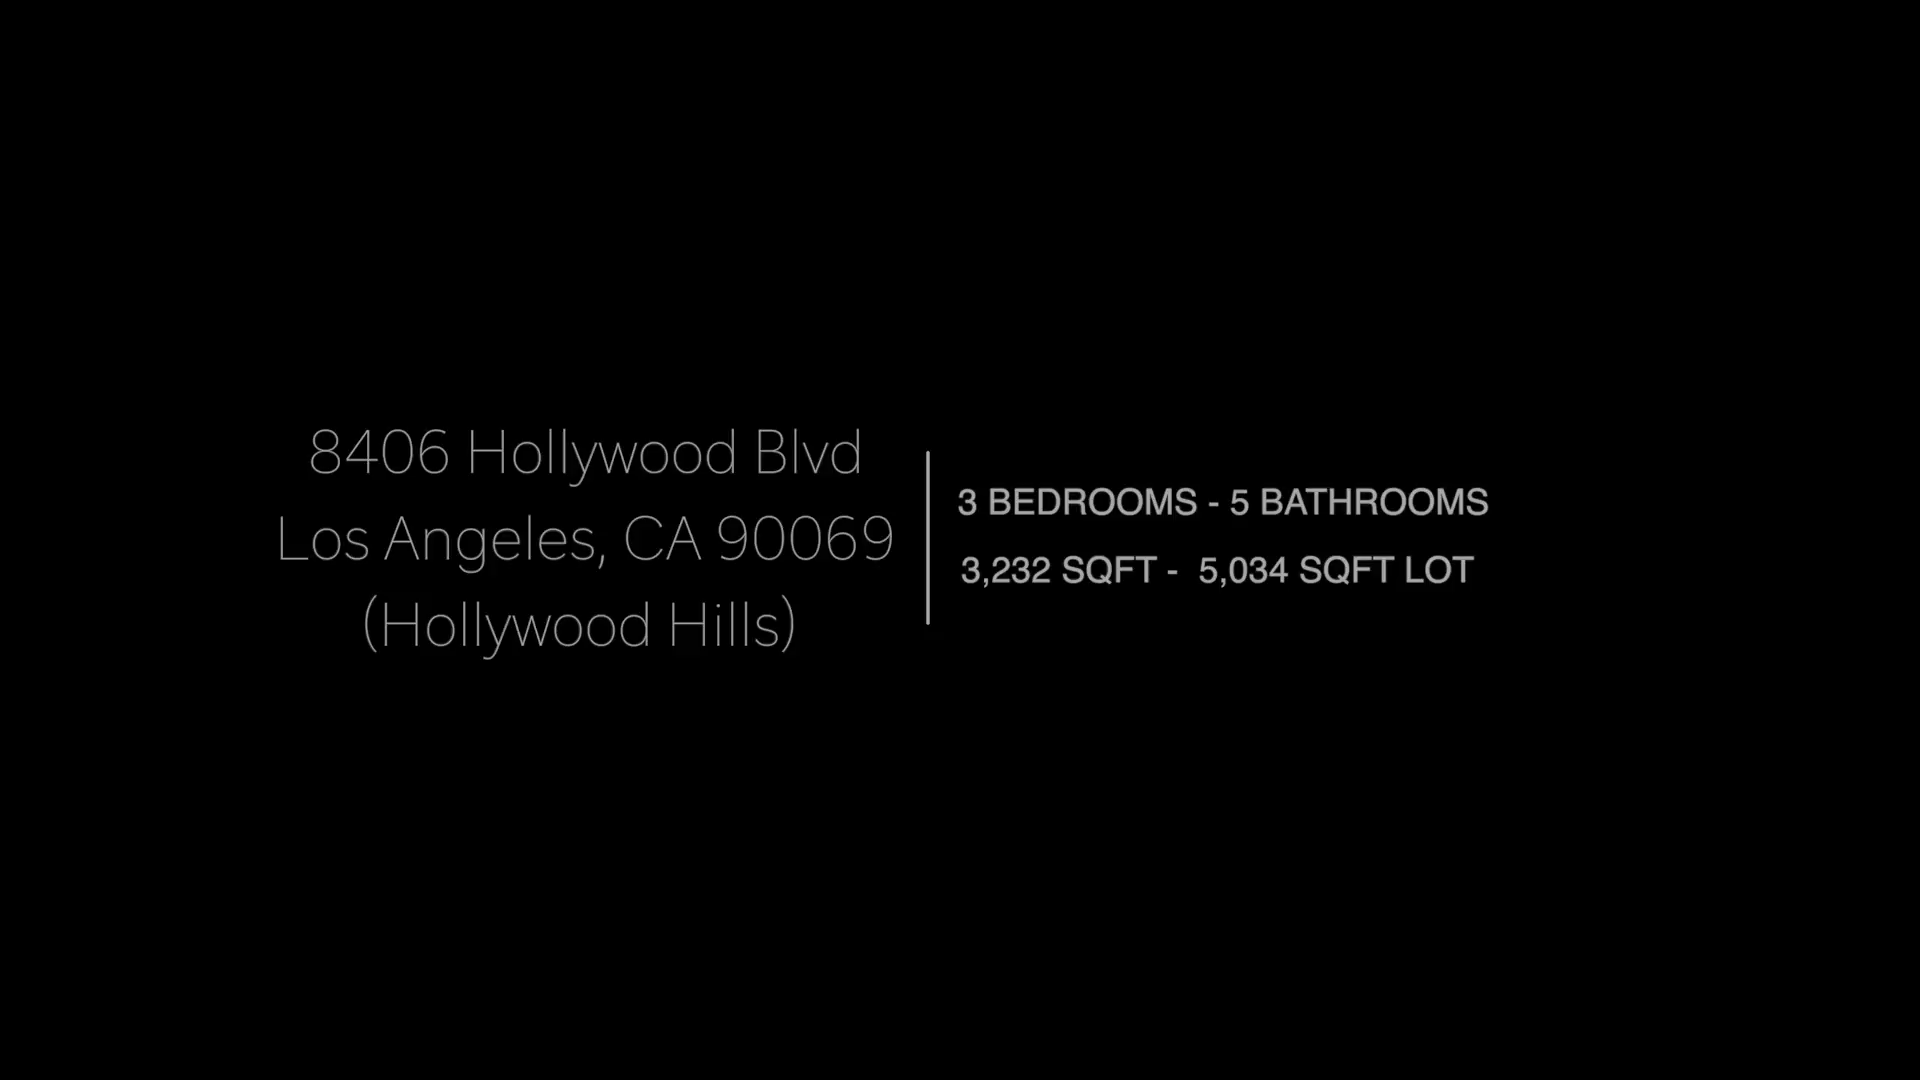 8406 Hollywood Blvd
Los Angeles, CA 90069
(Hollywood Hills)
3 BEDROOMS - 5 BATHROOMS
3,232 SQFT -  5,034 SQFT LOT